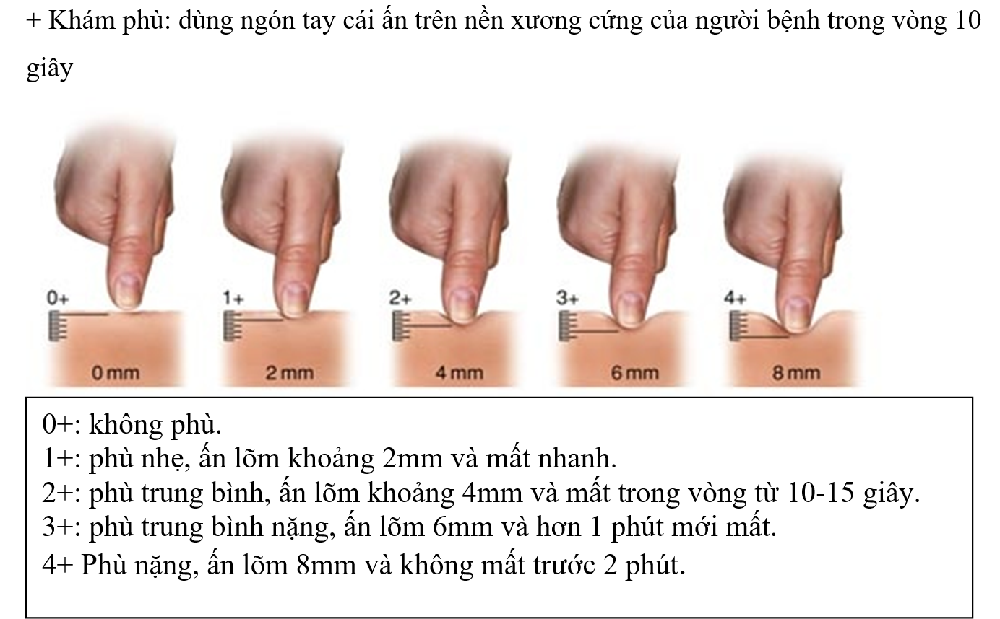 + Khám phù: dùng ngón tay cái ấn trên nền xương cứng của người bệnh trong vòng 10
giây
0+ 1+ 2+ 3+ 4+
0 mm 2 mm 4 mm 6 mm 8 mm
0+: không phù.
1+: phù nhẹ, ấn lõm khoảng 2mm và mất nhanh.
2+: phù trung bình, ấn lõm khoảng 4mm và mất trong vòng từ 10-15 giây.
3+: phù trung bình nặng, ấn lõm 6mm và hơn 1 phút mới mất.
4+ Phù nặng, ấn lõm 8mm và không mất trước 2 phút.